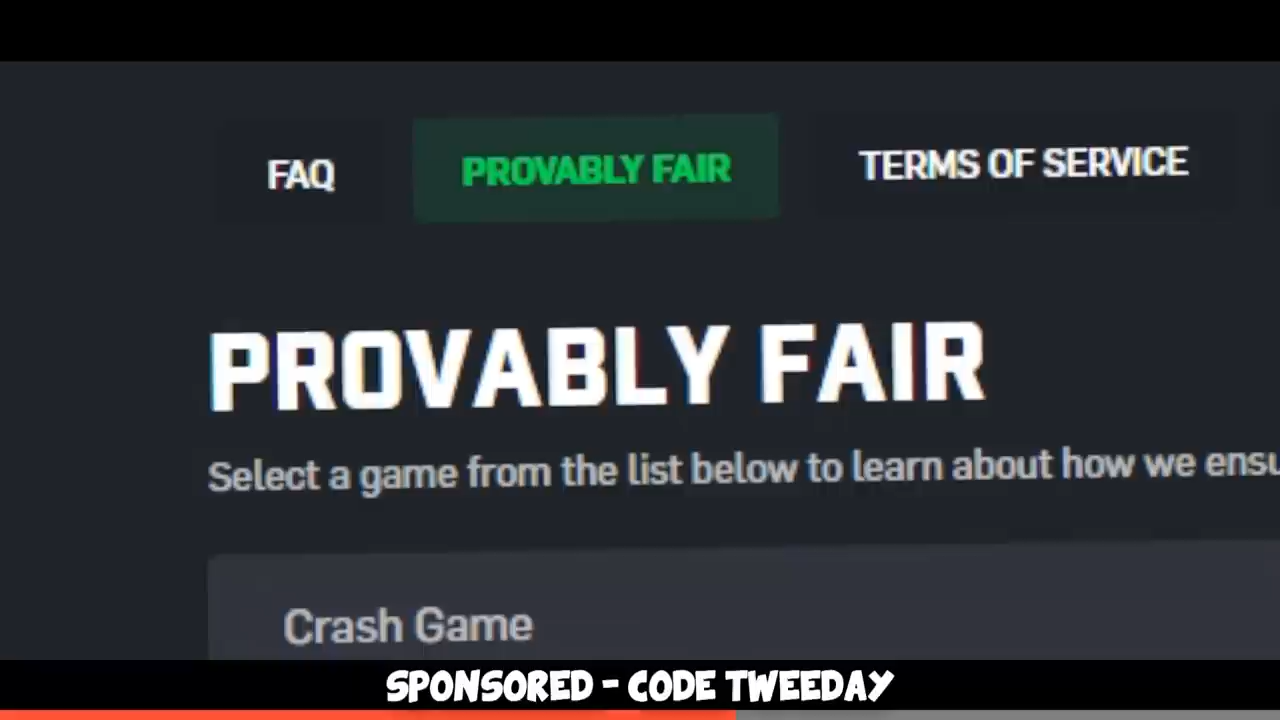 FAQ PROVABLY FAIR TERMS OF SERVICE
PROVABLY FAIR
Select a game from the list below to learn about how we ensu
Crash Game
SPONSORED - CODE TWEEDAY